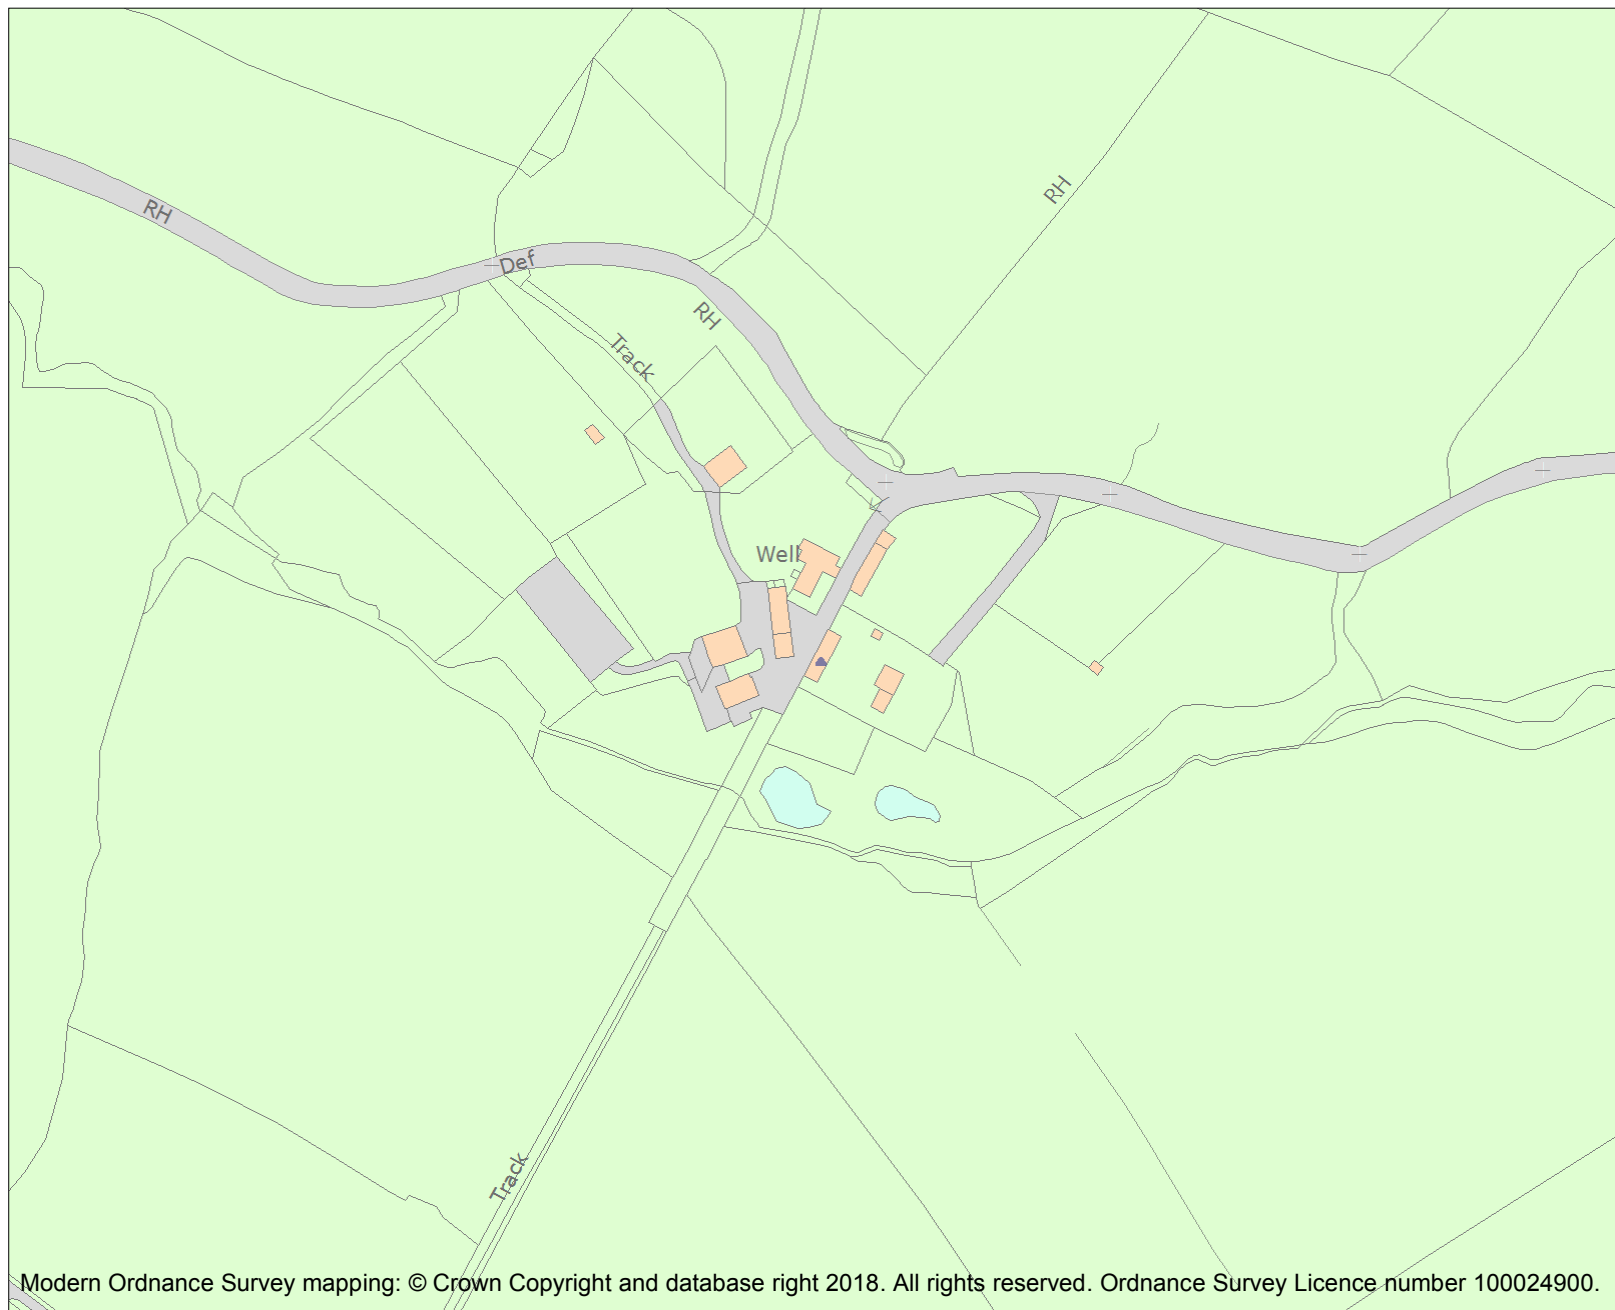 RH
RH
Def
RH
Track
Well
Track
Modern Ordnance Survey mapping: © Crown Copyright and database right 2018. All rights reserved. Ordnance Survey Licence number 100024900.